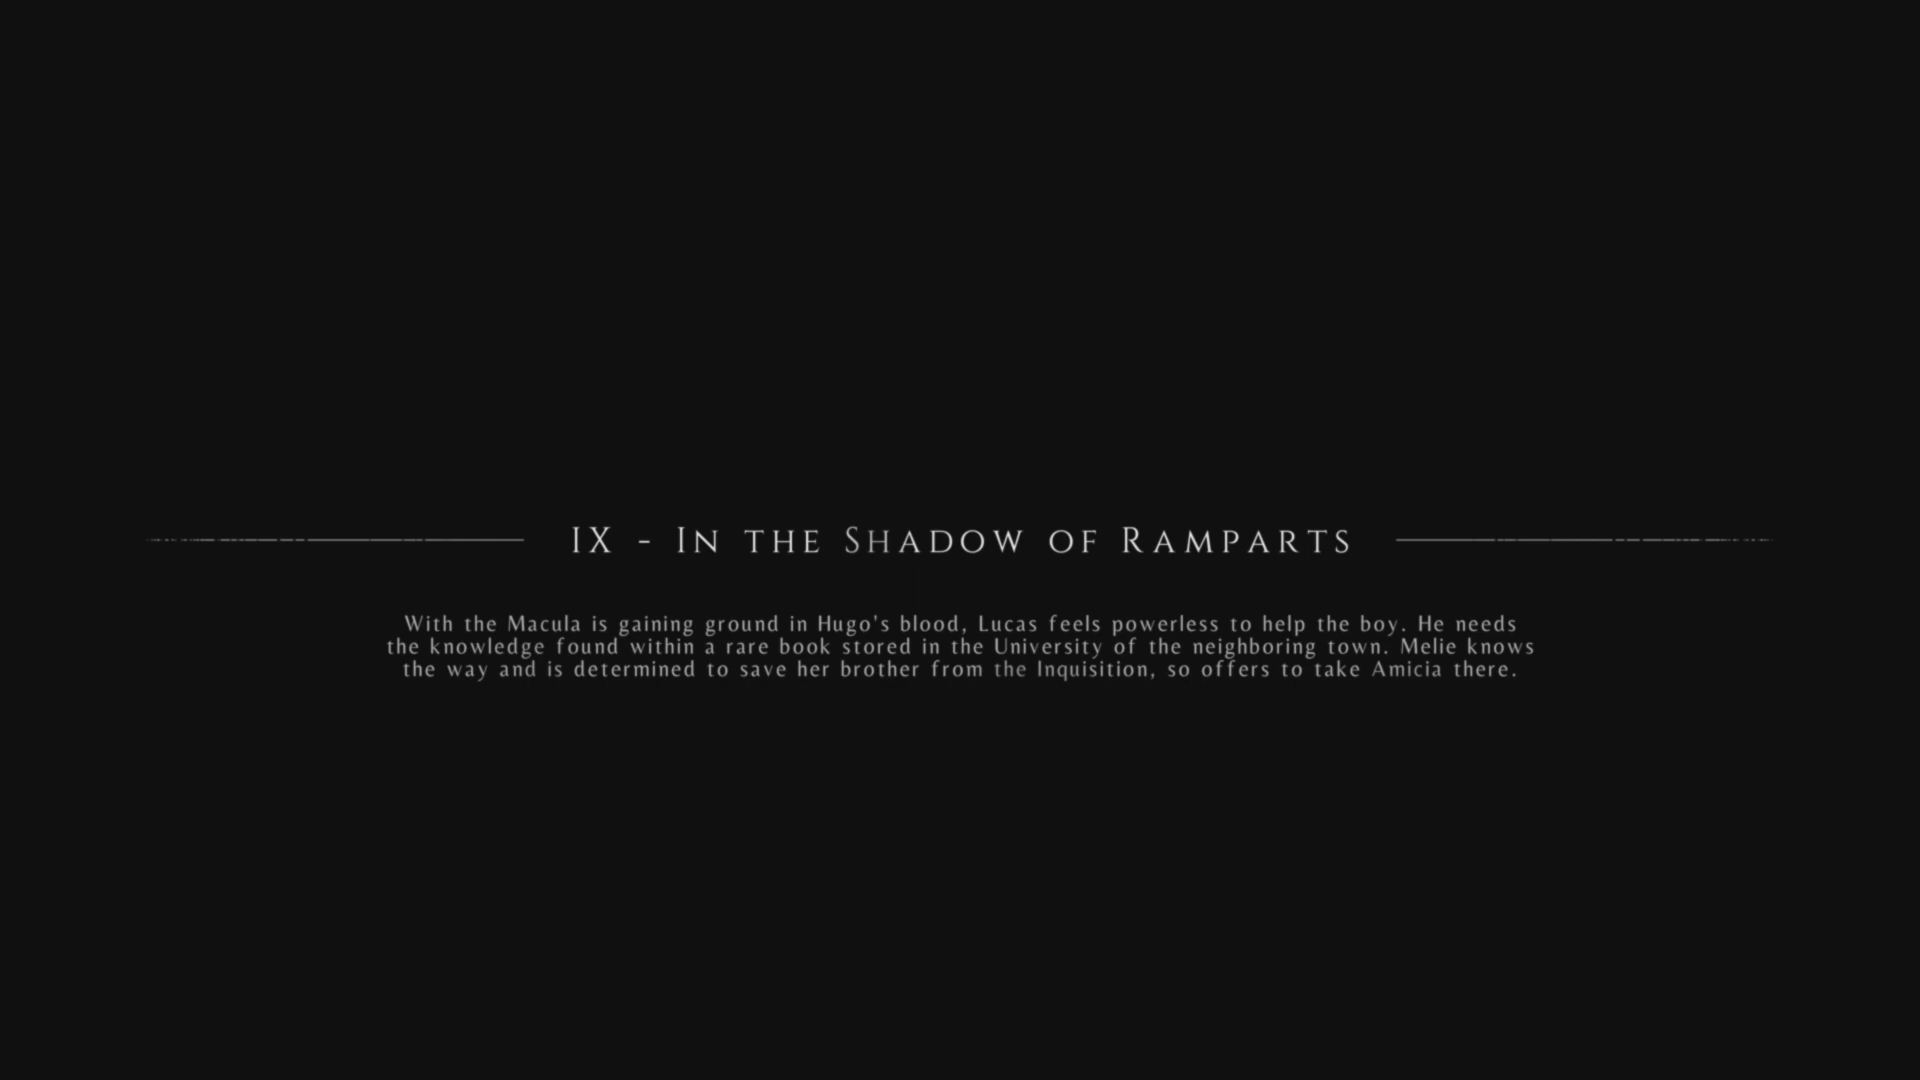 IX - In the Shadow of Ramparts
With the Macula is gaining ground in Hugo's blood, Lucas feels powerless to help the boy. He needs
the knowledge found within a rare book stored in the University of the neighboring town. Melie knows
the way and is determined to save her brother from the Inquisition, so offers to take Amicia there.